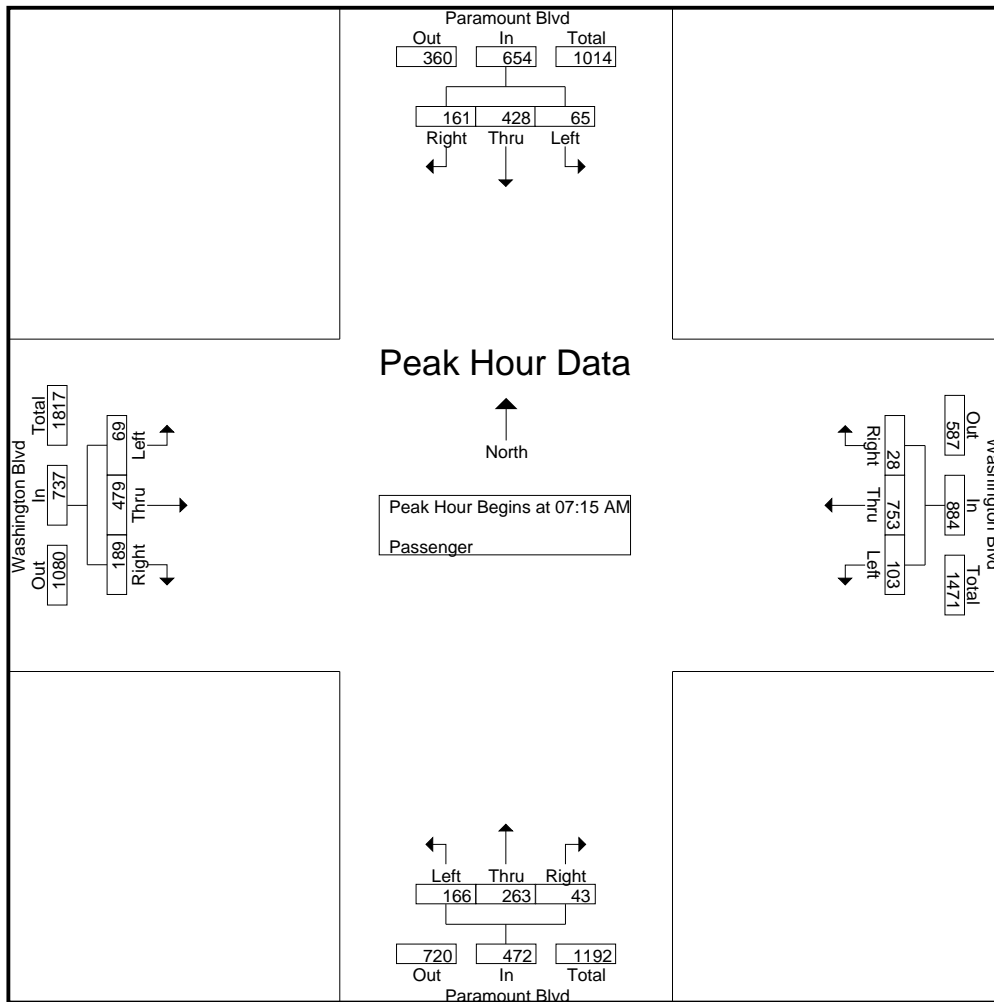 Paramount Blvd
Out In Total
360 654 1014
161 428 65
Right Thru Left
Peak Hour Data
North
Peak Hour Begins at 07:15 AM
Passenger
Washington Blvd
Total In Out
1817 737 1080
69 479 189
Left Thru Right
Right Thru Left
28 753 103
587 884 1471
Out In Total
Washington Blvd
Left Thru Right
166 263 43
720 472 1192
Out In Total
Paramount Blvd